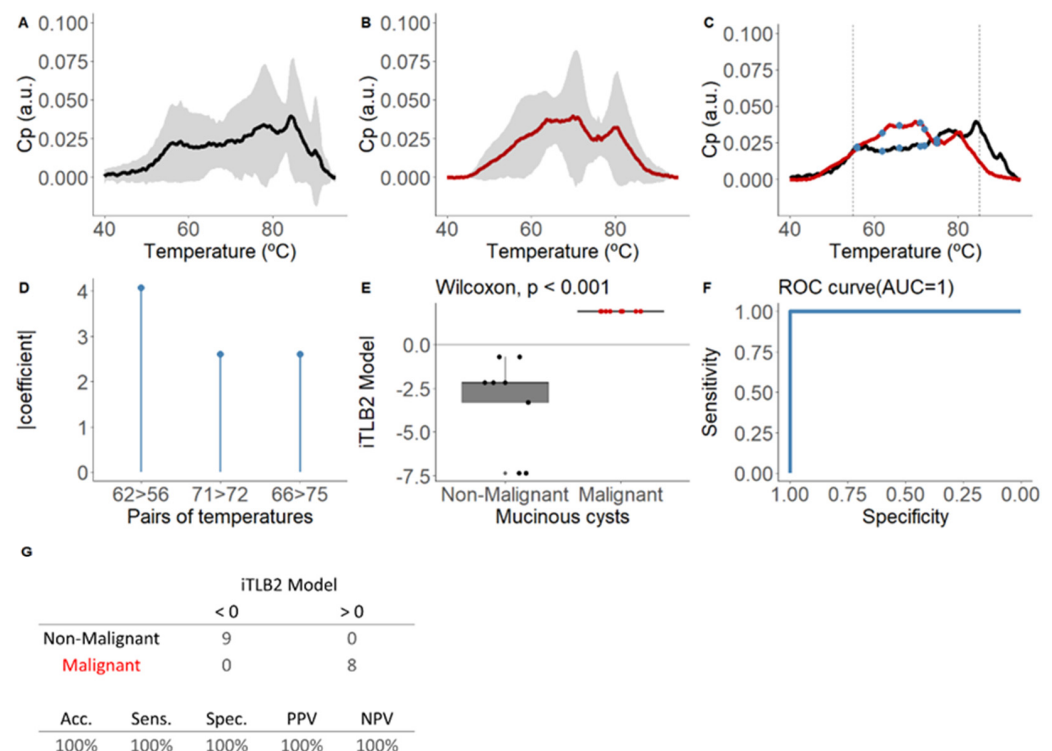 A
0.100
0.075
0.050
0.025
0.000
Cp (a.u.)
40 60 80
Temperature (ºC)
B
0.100
0.075
0.050
0.025
0.000
Cp (a.u.)
40 60 80
Temperature (ºC)
C
0.100
0.075
0.050
0.025
0.000
Cp (a.u.)
40 60 80
Temperature (ºC)
D
4
3
2
1
0
|coefficient|
62>56 71>72 66>75
Pairs of temperatures
E
Wilcoxon, p < 0.001
0.0
-2.5
-5.0
-7.5
iTLB2 Model
Non-Malignant Malignant
Mucinous cysts
F
ROC curve(AUC=1)
1.00
0.75
0.50
0.25
0.00
Sensitivity
1.00 0.75 0.50 0.25 0.00
Specificity
G
iTLB2 Model
< 0 > 0
Non-Malignant 9 0
Malignant 0 8
Acc. Sens. Spec. PPV NPV
100% 100% 100% 100% 100%